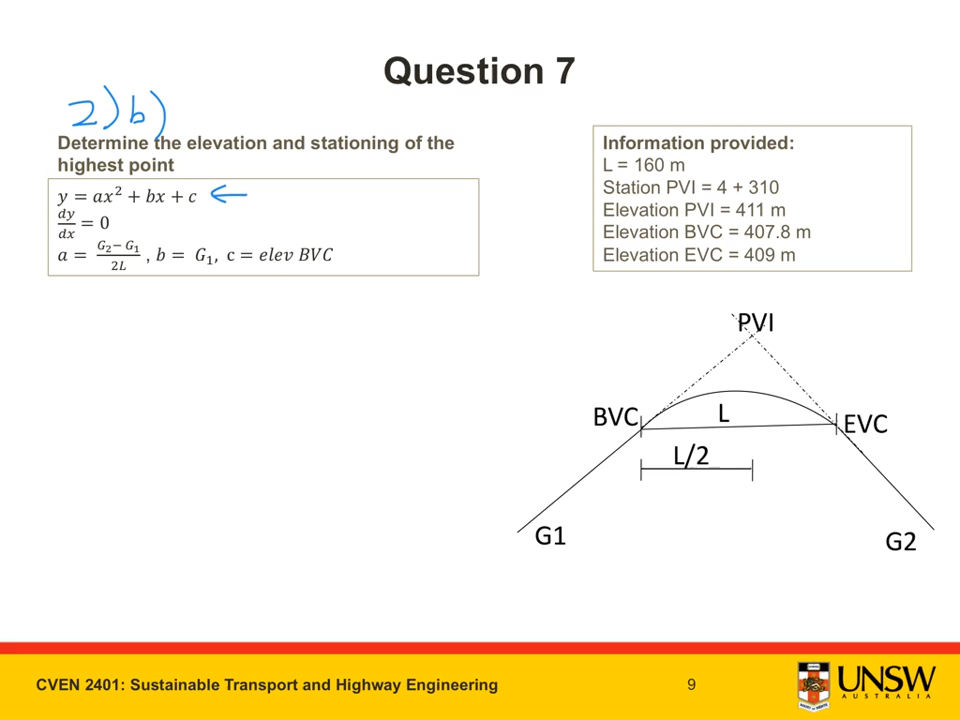 Question 7
2) b)
Determine the elevation and stationing of the
highest point
y = ax² + bx + c ←
dy/dx = 0
a = (G₂− G₁)/2L , b = G₁, c = elev BVC
Information provided:
L = 160 m
Station PVI = 4 + 310
Elevation PVI = 411 m
Elevation BVC = 407.8 m
Elevation EVC = 409 m
PVI
BVC
L
EVC
L/2
G1
G2
CVEN 2401: Sustainable Transport and Highway Engineering
9
UNSW
AUSTRALIA